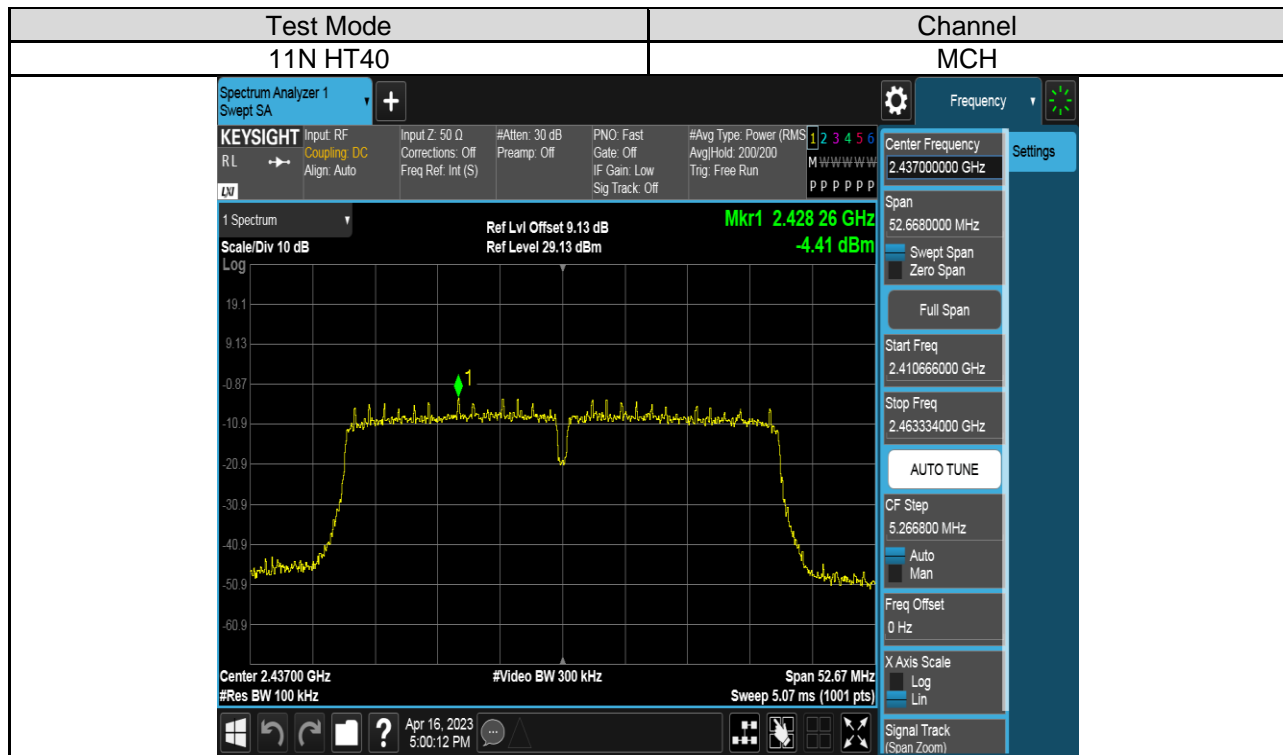 Test Mode Channel
11N HT40 MCH
Spectrum Analyzer 1
Swept SA
+
Frequency
KEYSIGHT Input: RF Input Z: 50 Ω #Atten: 30 dB PNO: Fast #Avg Type: Power (RMS 1 2 3 4 5 6
RL Coupling: DC Corrections: Off Preamp: Off Gate: Off Avg|Hold: 200/200 M W W W W W
Align: Auto Freq Ref: Int (S) IF Gain: Low Trig: Free Run
LXI Sig Track: Off P P P P P P
1 Spectrum
Scale/Div 10 dB
Ref Lvl Offset 9.13 dB
Ref Level 29.13 dBm
Mkr1 2.428 26 GHz
-4.41 dBm
Log
19.1
9.13
-0.87
1
-10.9
-20.9
-30.9
-40.9
-50.9
-60.9
Center 2.43700 GHz #Video BW 300 kHz Span 52.67 MHz
#Res BW 100 kHz Sweep 5.07 ms (1001 pts)
? Apr 16, 2023
5:00:12 PM
Center Frequency
2.437000000 GHz
Settings
Span
52.6680000 MHz
Swept Span
Zero Span
Full Span
Start Freq
2.410666000 GHz
Stop Freq
2.463334000 GHz
AUTO TUNE
CF Step
5.266800 MHz
Auto
Man
Freq Offset
0 Hz
X Axis Scale
Log
Lin
Signal Track
(Span Zoom)